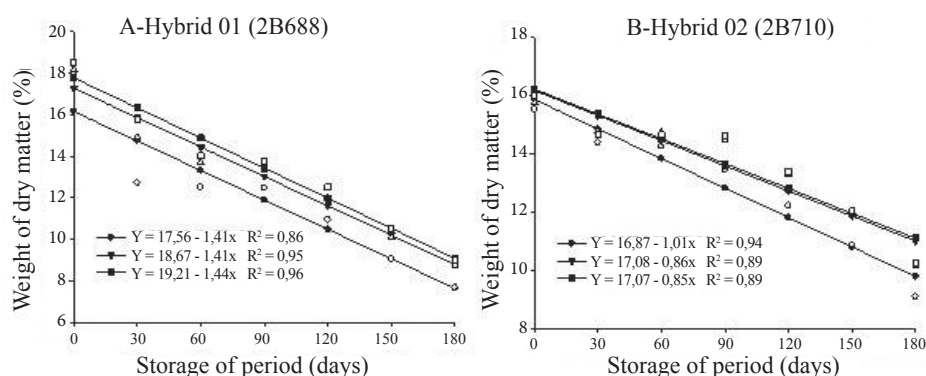 A-Hybrid 01 (2B688)
Weight of dry matter (%)
20
18
16
14
12
10
8
6
Y = 17,56 - 1,41x R² = 0,86
Y = 18,67 - 1,41x R² = 0,95
Y = 19,21 - 1,44x R² = 0,96
0 30 60 90 120 150 180
Storage of period (days)
B-Hybrid 02 (2B710)
Weight of dry matter (%)
18
16
14
12
10
8
Y = 16,87 - 1,01x R² = 0,94
Y = 17,08 - 0,86x R² = 0,89
Y = 17,07 - 0,85x R² = 0,89
0 30 60 90 120 150 180
Storage of period (days)